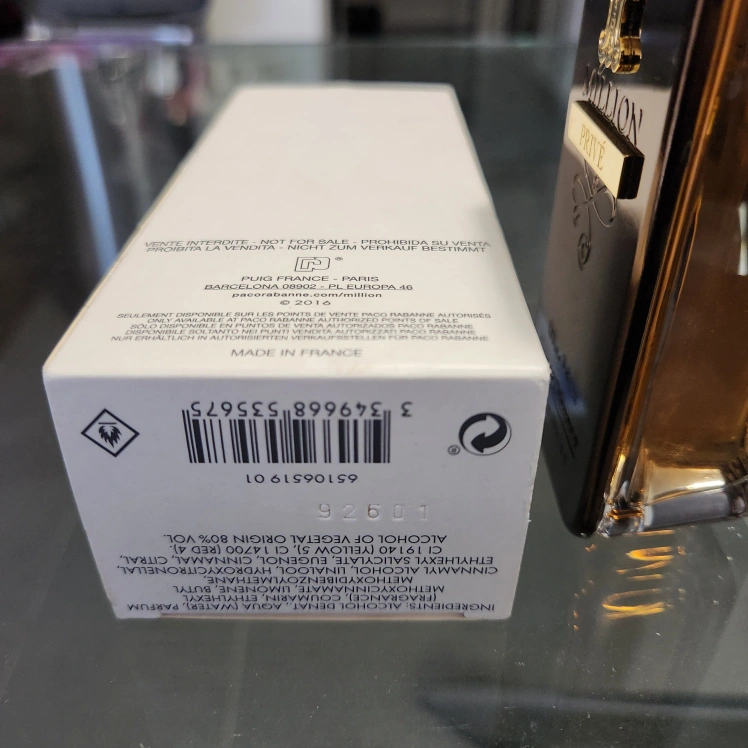 VENTE INTERDITE - NOT FOR SALE - PROHIBIDA SU VENTA
PROIBITA LA VENDITA - NICHT ZUM VERKAUF BESTIMMT
PUIG FRANCE - PARIS
BARCELONA 08902 - PL EUROPA 46
pacorabanne.com/million
© 2016
SEULEMENT DISPONIBLE SUR LES POINTS DE VENTE PACO RABANNE AUTORISÉS
ONLY AVAILABLE AT PACO RABANNE AUTHORIZED POINTS OF SALE
SÓLO DISPONIBLE EN PUNTOS DE VENTA AUTORIZADOS PACO RABANNE
DISPONIBILE SOLTANTO NEI PUNTI VENDITA AUTORIZZATI PACO RABANNE
NUR ERHÄLTLICH IN AUTORISIERTEN VERKAUFSSTELLEN FÜR PACO RABANNE
MADE IN FRANCE
INGREDIENTS: ALCOHOL DENAT., AQUA (WATER), PARFUM
(FRAGRANCE), COUMARIN, ETHYLHEXYL
METHOXYCINNAMATE, LIMONENE, BUTYL
METHOXYDIBENZOYLMETHANE,
CINNAMYL ALCOHOL, LINALOOL, HYDROXYCITRONELLAL,
ETHYLHEXYL SALICYLATE, EUGENOL, CINNAMAL, CITRAL,
CI 19140 (YELLOW 5), CI 14700 (RED 4).
ALCOHOL OF VEGETAL ORIGIN 80% VOL.
92601
65106519 01
3 349668 535675
MILLION
PRIVÉ